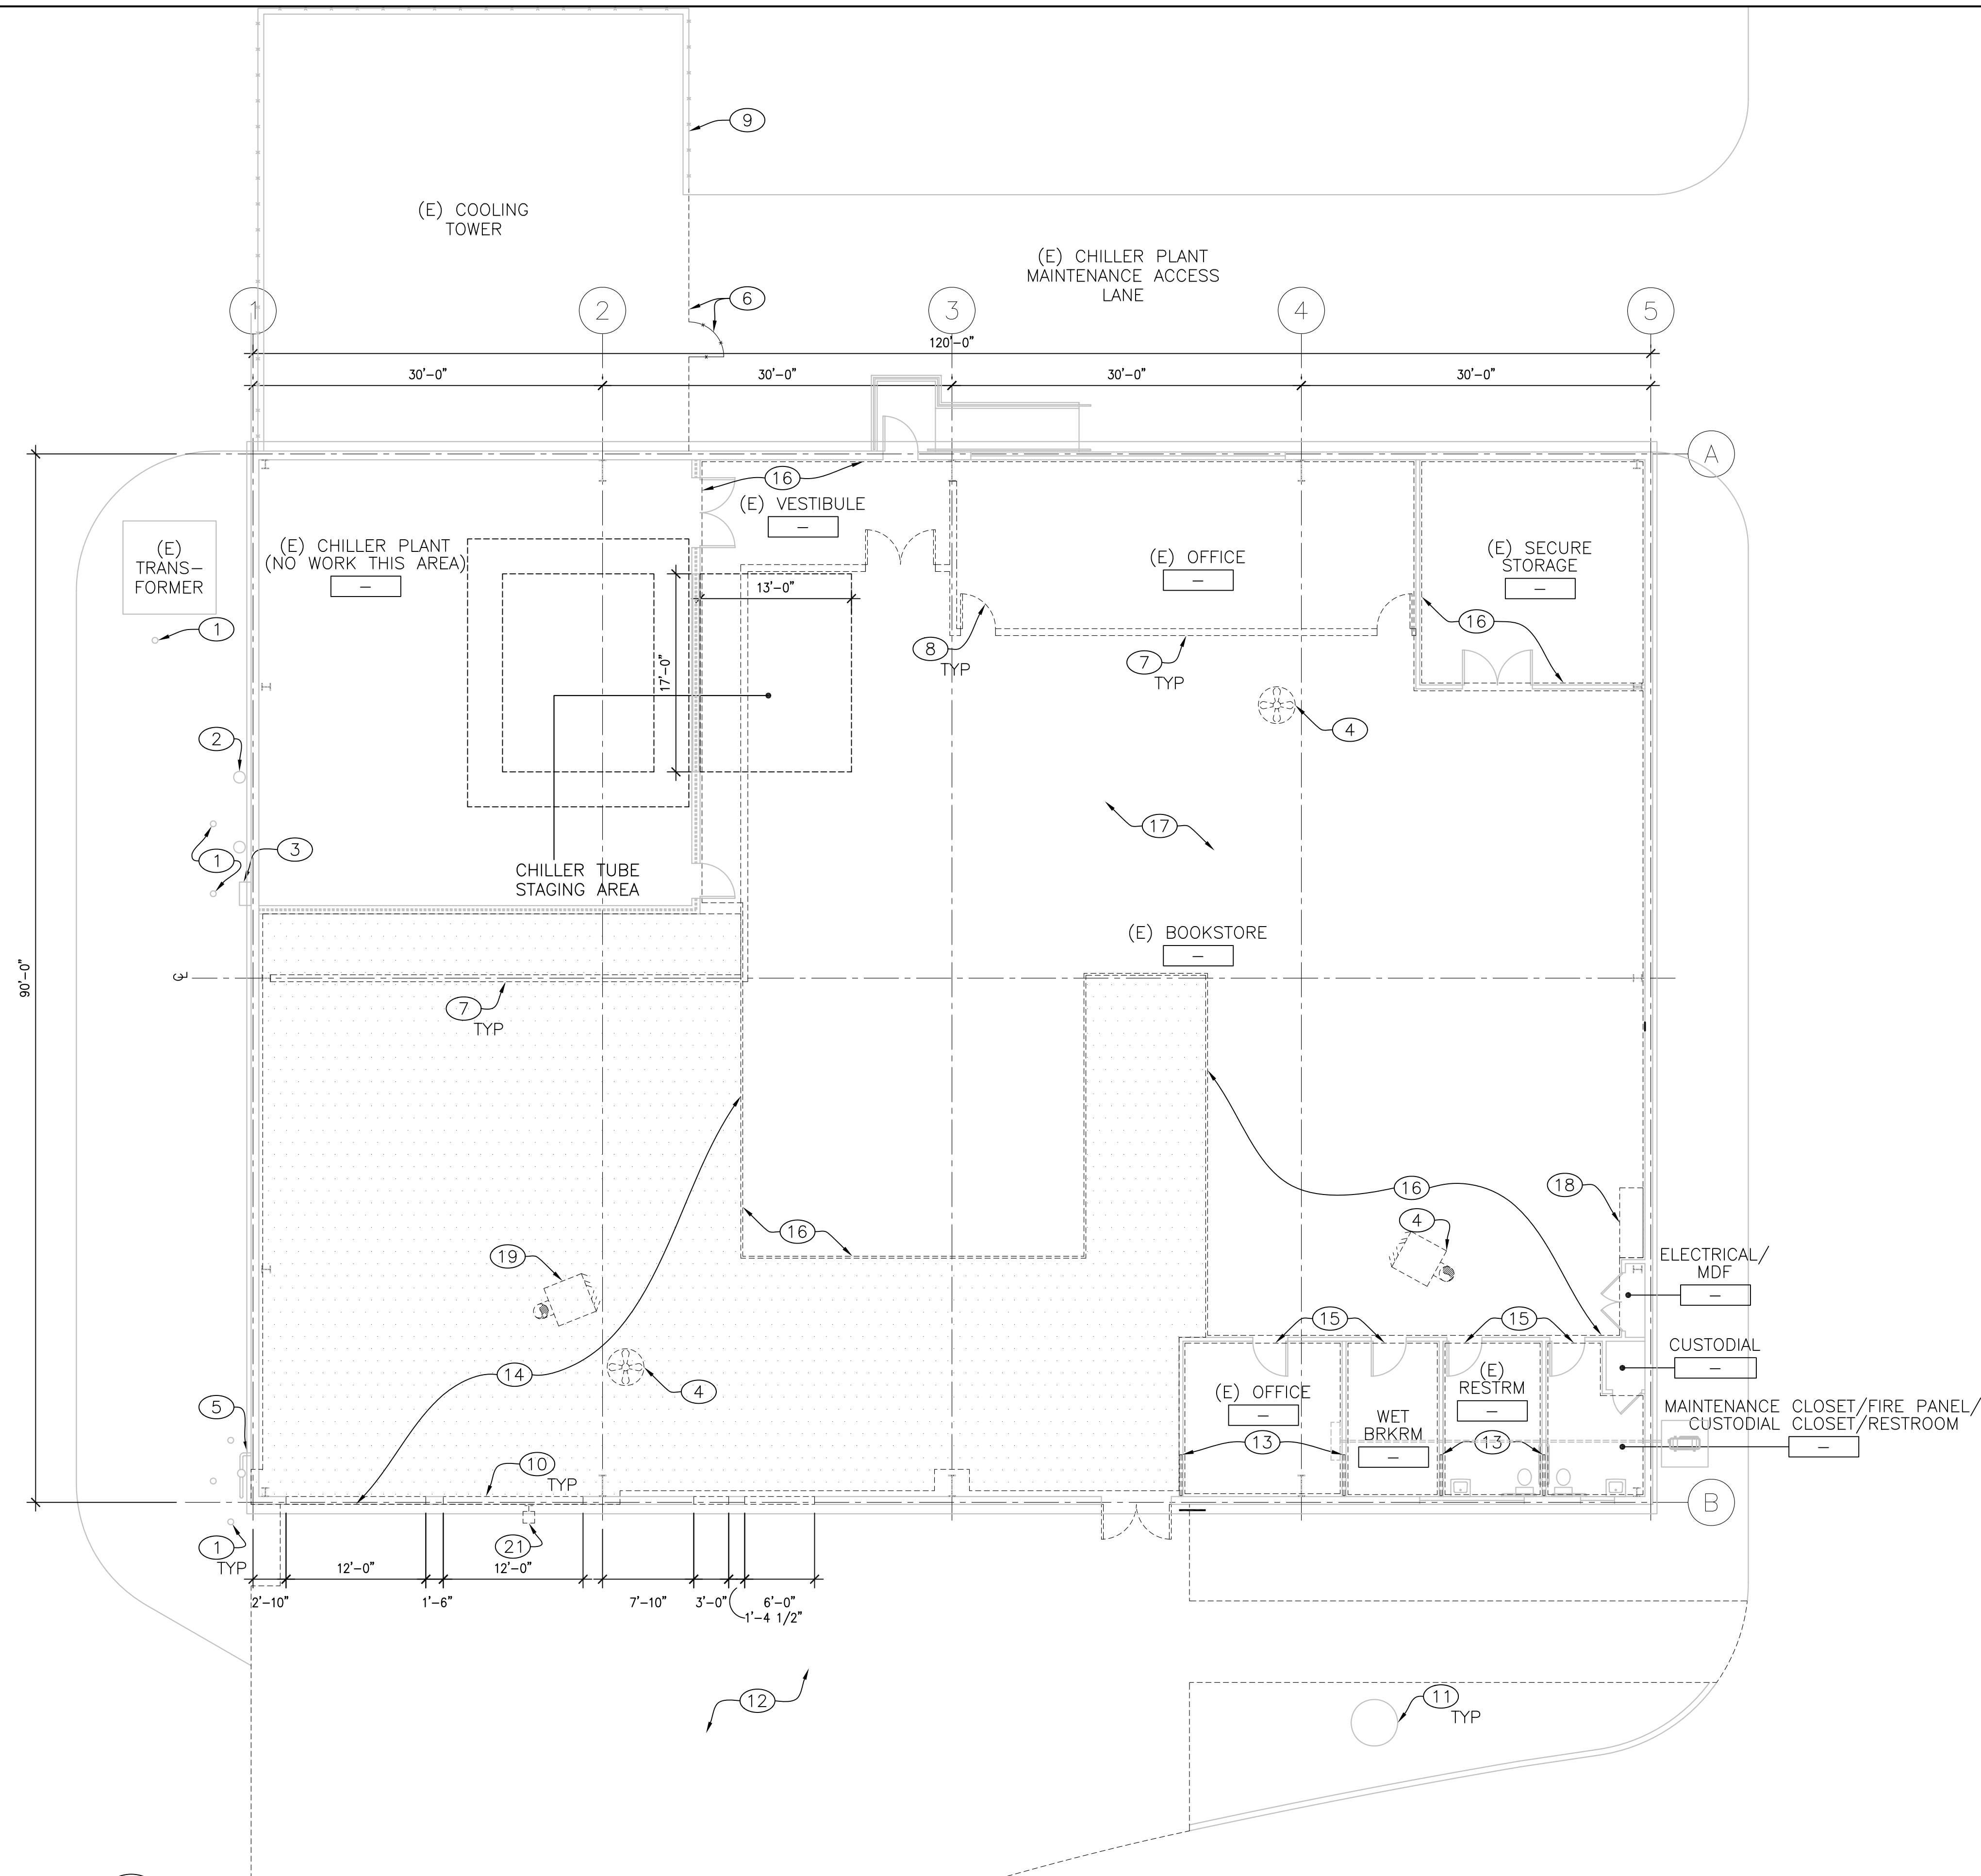 9
(E) COOLING
TOWER
(E) CHILLER PLANT
MAINTENANCE ACCESS
LANE
6
1
2
3
4
5
120'-0"
30'-0"
30'-0"
30'-0"
30'-0"
A
16
(E) VESTIBULE
–
(E)
TRANS-
FORMER
(E) CHILLER PLANT
(NO WORK THIS AREA)
–
(E) OFFICE
–
(E) SECURE
STORAGE
–
13'-0"
17'-0"
1
8
TYP
7
TYP
16
4
2
17
3
1
CHILLER TUBE
STAGING AREA
(E) BOOKSTORE
–
90'-0"
CL
7
TYP
16
18
16
4
19
ELECTRICAL/
MDF
–
15
15
CUSTODIAL
–
14
4
5
(E) OFFICE
–
WET
BRKRM
–
(E)
RESTRM
–
MAINTENANCE CLOSET/FIRE PANEL/
CUSTODIAL CLOSET/RESTROOM
–
13
13
10
TYP
B
1
TYP
21
12'-0"
12'-0"
2'-10"
1'-6"
7'-10"
3'-0"
6'-0"
1'-4 1/2"
12
11
TYP